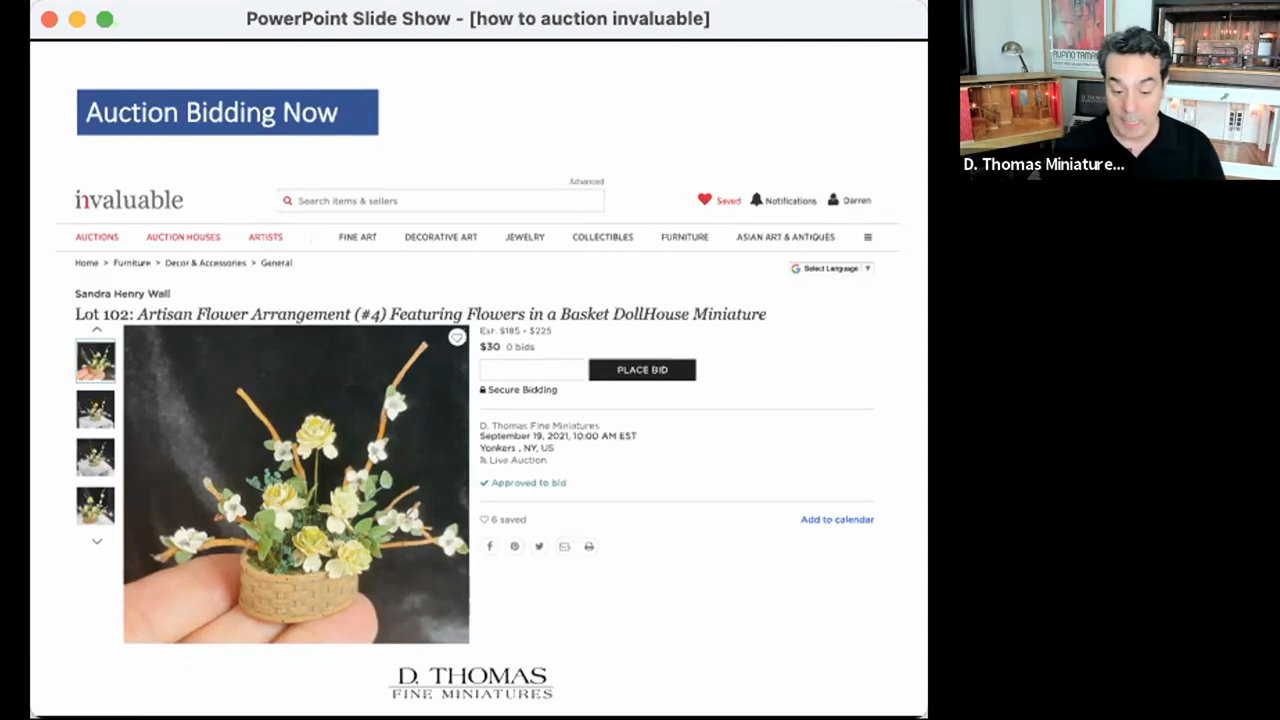 PowerPoint Slide Show - [how to auction invaluable]
Auction Bidding Now
invaluable
Advanced
Search items & sellers
Saved Notifications Darren
AUCTIONS AUCTION HOUSES ARTISTS FINE ART DECORATIVE ART JEWELRY COLLECTIBLES FURNITURE ASIAN ART & ANTIQUES
Home > Furniture > Decor & Accessories > General
Select Language
Sandra Henry Wall
Lot 102: Artisan Flower Arrangement (#4) Featuring Flowers in a Basket DollHouse Miniature
Est: $185 - $225
$30 0 bids
PLACE BID
Secure Bidding
D. Thomas Fine Miniatures
September 19, 2021, 10:00 AM EST
Yonkers , NY, US
Live Auction
Approved to bid
6 saved
Add to calendar
D. THOMAS
FINE MINIATURES
RUFINO TAMAYO
D. THOMAS
D. Thomas Miniature...